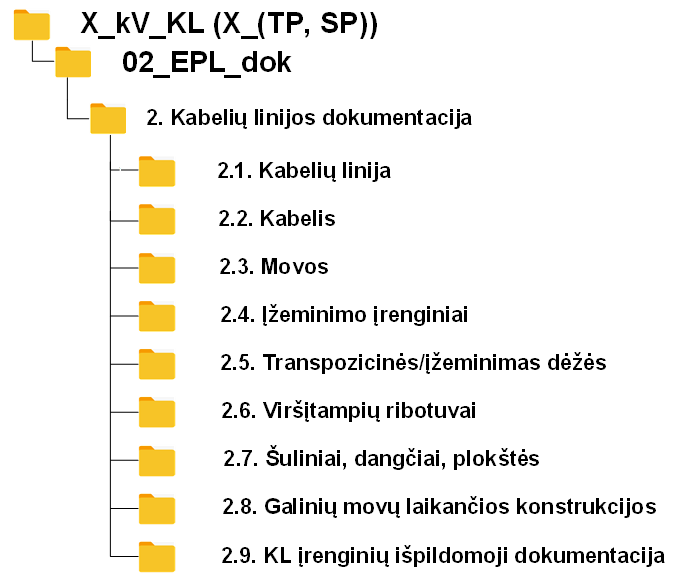 X_kV_KL (X_(TP, SP))
02_EPL_dok
2. Kabelių linijos dokumentacija
2.1. Kabelių linija
2.2. Kabelis
2.3. Movos
2.4. Įžeminimo įrenginiai
2.5. Transpozicinės/įžeminimas dėžės
2.6. Viršįtampių ribotuvai
2.7. Šuliniai, dangčiai, plokštės
2.8. Galinių movų laikančios konstrukcijos
2.9. KL įrenginių išpildomoji dokumentacija